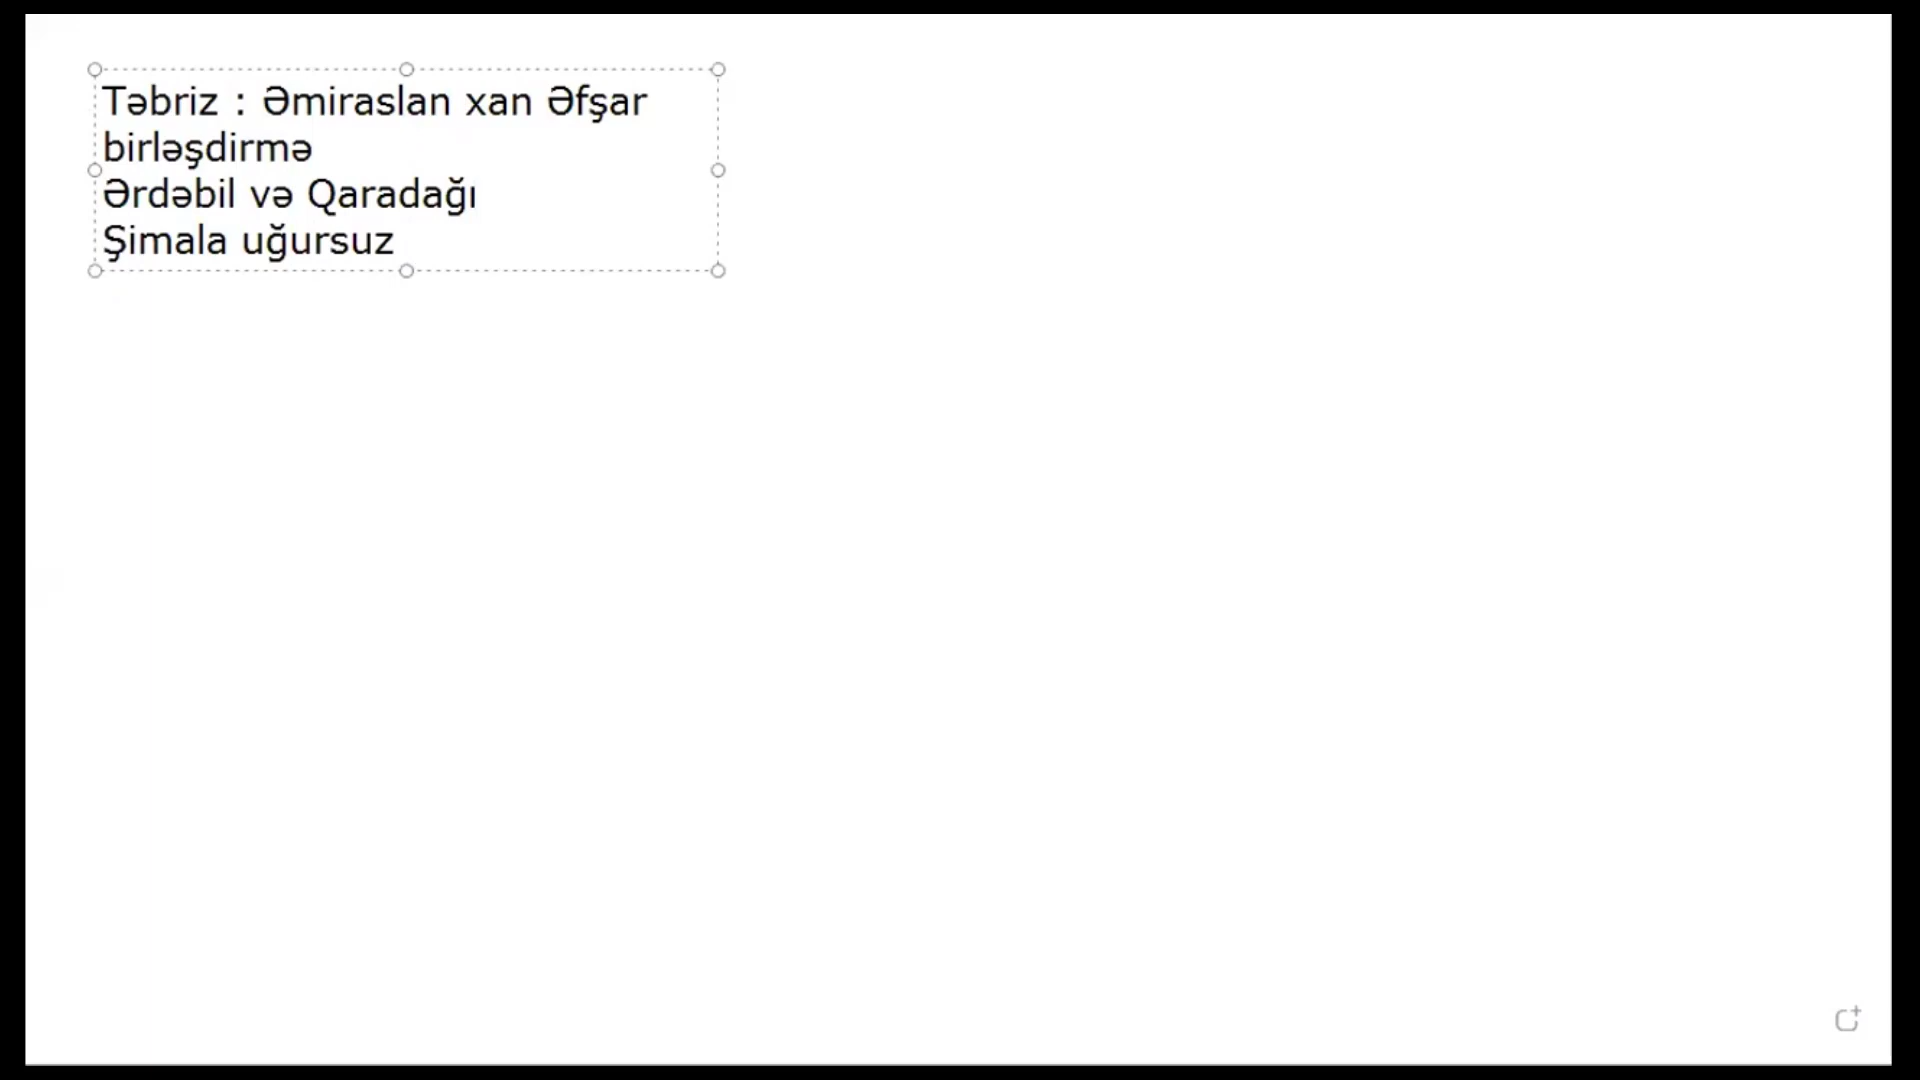 Təbriz : Əmiraslan xan Əfşar
birləşdirmə
Ərdəbil və Qaradağı
Şimala uğursuz